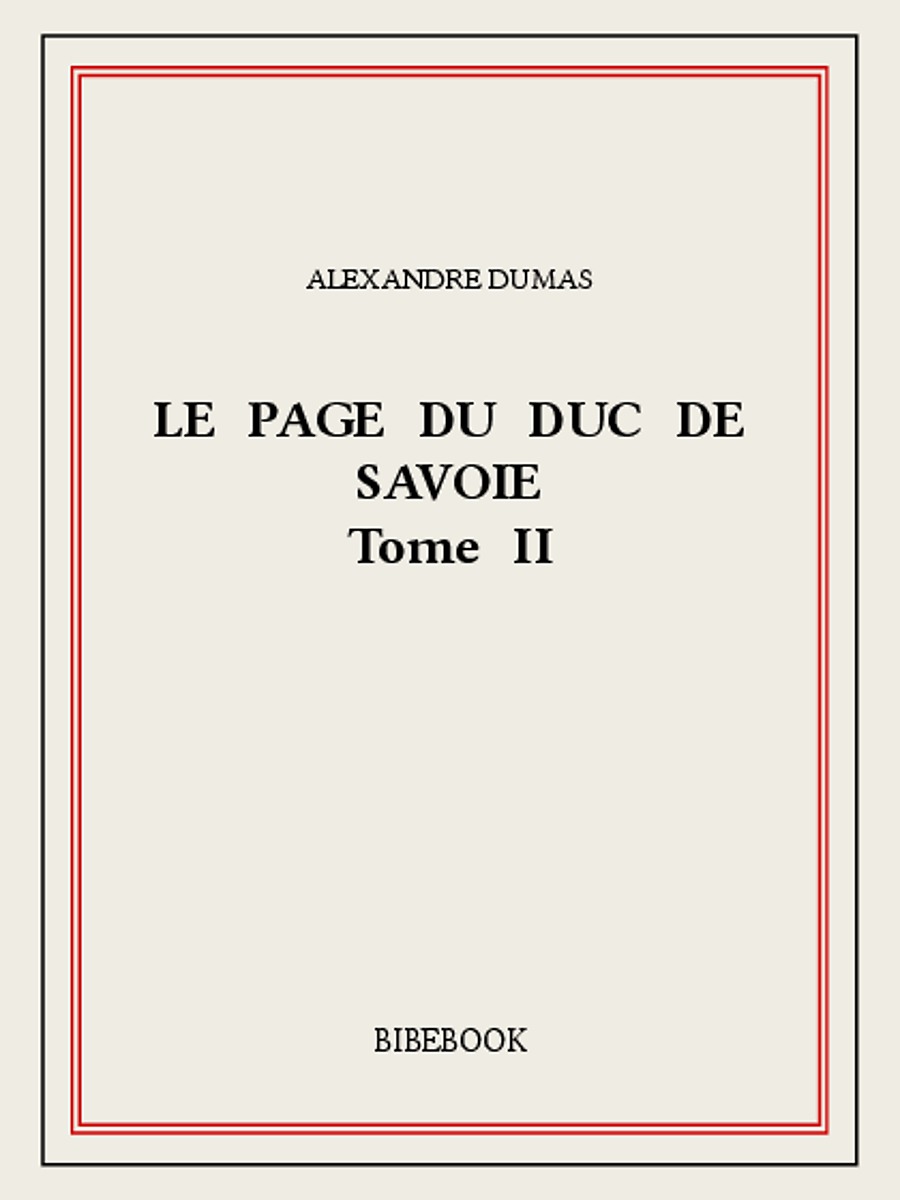 ALEXANDRE DUMAS
LE PAGE DU DUC DE
SAVOIE
Tome II
BIBEBOOK